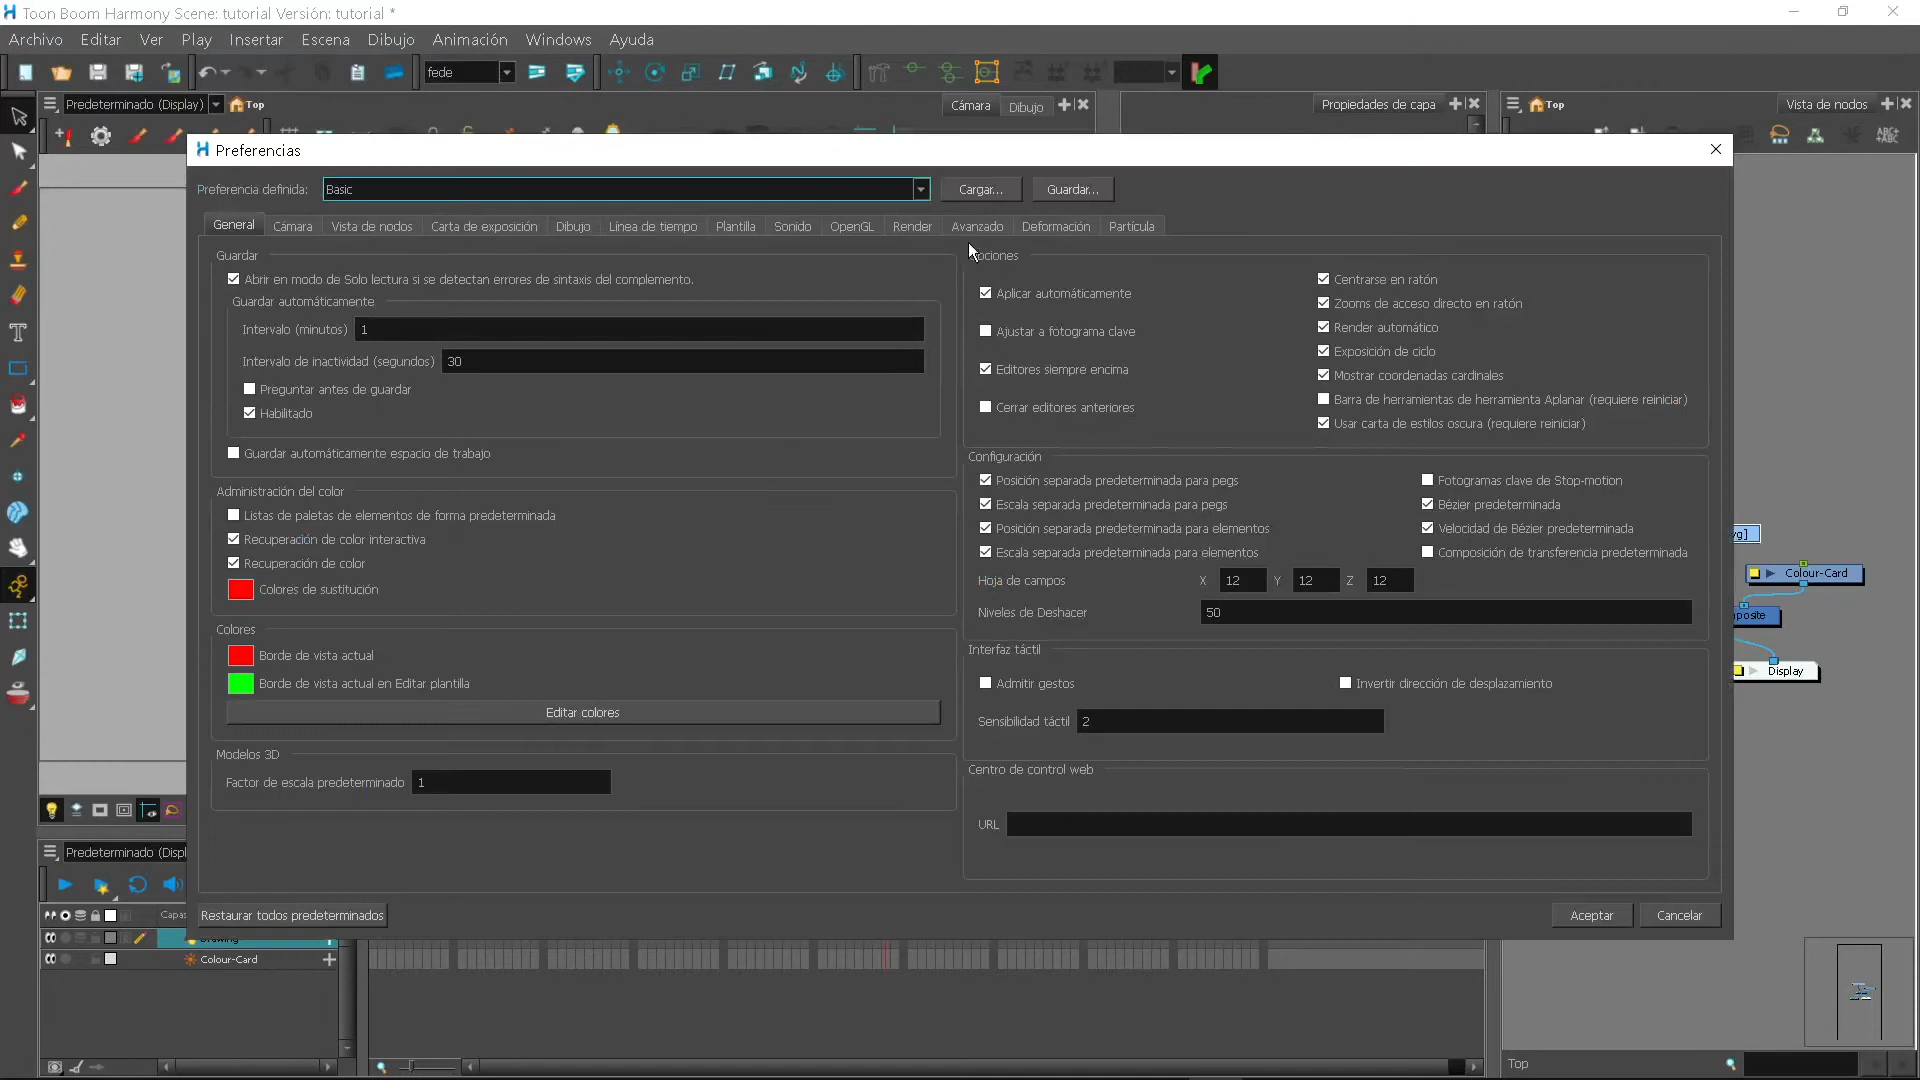 Toon Boom Harmony Scene: tutorial Versión: tutorial *
Archivo Editar Ver Play Insertar Escena Dibujo Animación Windows Ayuda
fede
Predeterminado (Display) Top Cámara Dibujo Propiedades de capa Top Vista de nodos
Preferencias
Preferencia definida: Basic Cargar... Guardar...
General Cámara Vista de nodos Carta de exposición Dibujo Línea de tiempo Plantilla Sonido OpenGL Render Avanzado Deformación Partícula
Guardar
Abrir en modo de Solo lectura si se detectan errores de sintaxis del complemento.
Guardar automáticamente
Intervalo (minutos) 1
Intervalo de inactividad (segundos) 30
Preguntar antes de guardar
Habilitado
Guardar automáticamente espacio de trabajo
Administración del color
Listas de paletas de elementos de forma predeterminada
Recuperación de color interactiva
Recuperación de color
Colores de sustitución
Colores
Borde de vista actual
Borde de vista actual en Editar plantilla
Editar colores
Modelos 3D
Factor de escala predeterminado 1
ciones
Aplicar automáticamente
Ajustar a fotograma clave
Editores siempre encima
Cerrar editores anteriores
Centrarse en ratón
Zooms de acceso directo en ratón
Render automático
Exposición de ciclo
Mostrar coordenadas cardinales
Barra de herramientas de herramienta Aplanar (requiere reiniciar)
Usar carta de estilos oscura (requiere reiniciar)
Configuración
Posición separada predeterminada para pegs
Escala separada predeterminada para pegs
Posición separada predeterminada para elementos
Escala separada predeterminada para elementos
Fotogramas clave de Stop-motion
Bézier predeterminada
Velocidad de Bézier predeterminada
Composición de transferencia predeterminada
Hoja de campos X 12 Y 12 Z 12
Niveles de Deshacer 50
Interfaz táctil
Admitir gestos Invertir dirección de desplazamiento
Sensibilidad táctil 2
Centro de control web
URL
Restaurar todos predeterminados Aceptar Cancelar
Colour-Card
posite
Display
Predeterminado (Displ
Capas
Drawing
Colour-Card
Top